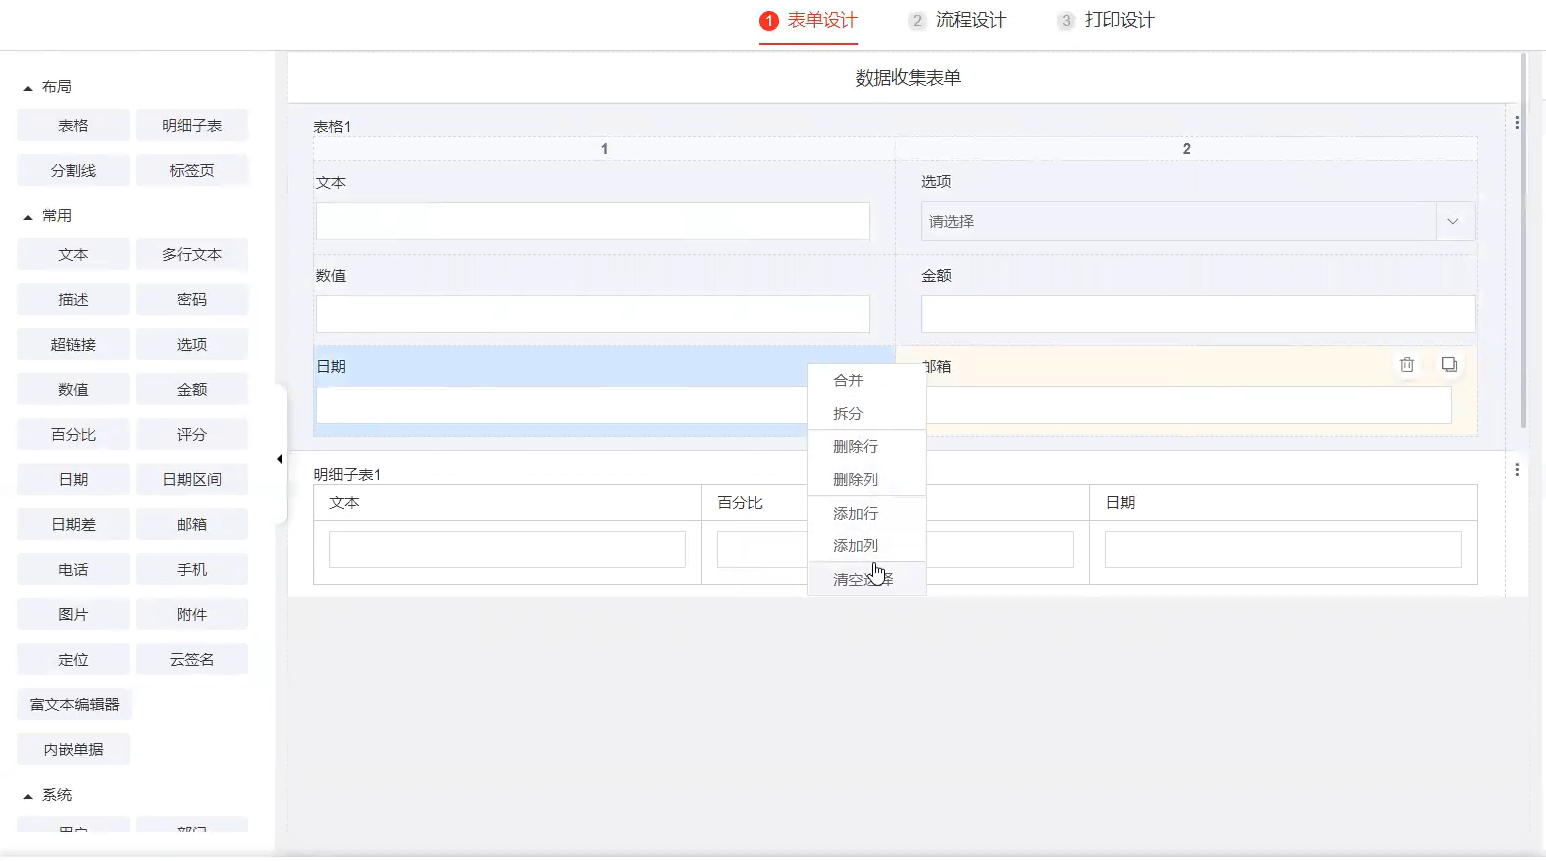 1 表单设计 2 流程设计 3 打印设计
布局
表格 明细子表
分割线 标签页
常用
文本 多行文本
描述 密码
超链接 选项
数值 金额
百分比 评分
日期 日期区间
日期差 邮箱
电话 手机
图片 附件
定位 云签名
富文本编辑器
内嵌单据
系统
数据收集表单
表格1
1 2
文本 选项
请选择
数值 金额
日期 邮箱
合并
拆分
删除行
删除列
添加行
添加列
清空选择
明细子表1
文本 百分比 日期